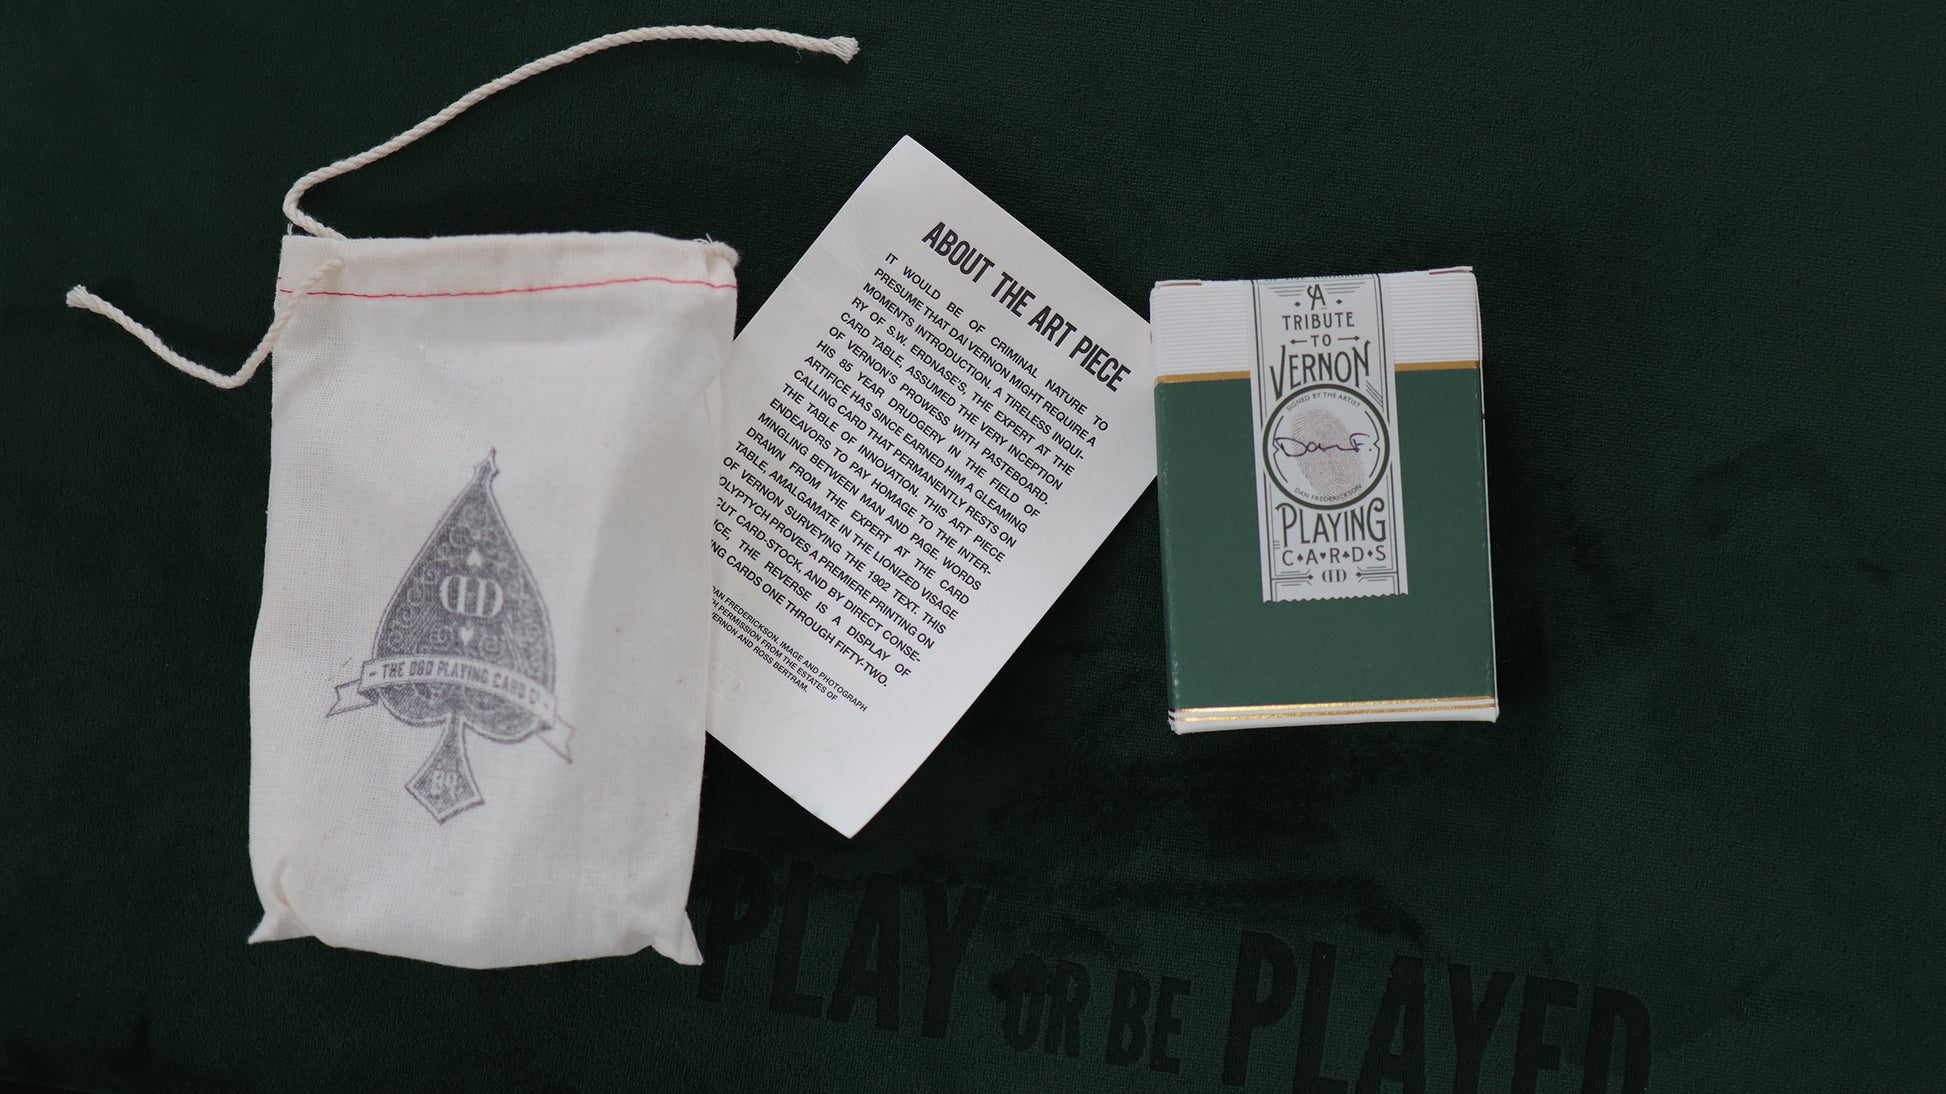 DD
THE D&D PLAYING CARD CO
ABOUT THE ART PIECE
IT WOULD BE OF CRIMINAL NATURE TO
PRESUME THAT DAI VERNON MIGHT REQUIRE A
MOMENTS INTRODUCTION. A TIRELESS INQUI-
RY OF S.W. ERDNASE'S, THE EXPERT AT THE
CARD TABLE, ASSUMED THE VERY INCEPTION
OF VERNON'S PROWESS WITH PASTEBOARD.
HIS 85 YEAR DRUDGERY IN THE FIELD OF
ARTIFICE HAS SINCE EARNED HIM A GLEAMING
CALLING CARD THAT PERMANENTLY RESTS ON
THE TABLE OF INNOVATION. THIS ART PIECE
ENDEAVORS TO PAY HOMAGE TO THE INTER-
MINGLING BETWEEN MAN AND PAGE. WORDS
DRAWN FROM THE EXPERT AT THE CARD
TABLE, AMALGAMATE IN THE LIONIZED VISAGE
OF VERNON SURVEYING THE 1902 TEXT. THIS
OLYPTYCH PROVES A PREMIERE PRINTING ON
CUT CARD-STOCK, AND BY DIRECT CONSE-
NCE, THE REVERSE IS A DISPLAY OF
NG CARDS ONE THROUGH FIFTY-TWO.
DAN FREDERICKSON. IMAGE AND PHOTOGRAPH
H PERMISSION FROM THE ESTATES OF
VERNON AND ROSS BERTRAM.
A
TRIBUTE
TO
VERNON
SIGNED BY THE ARTIST
Dan F.
DAN FREDERICKSON
PLAYING
CARDS
DD
PLAY OR BE PLAYED